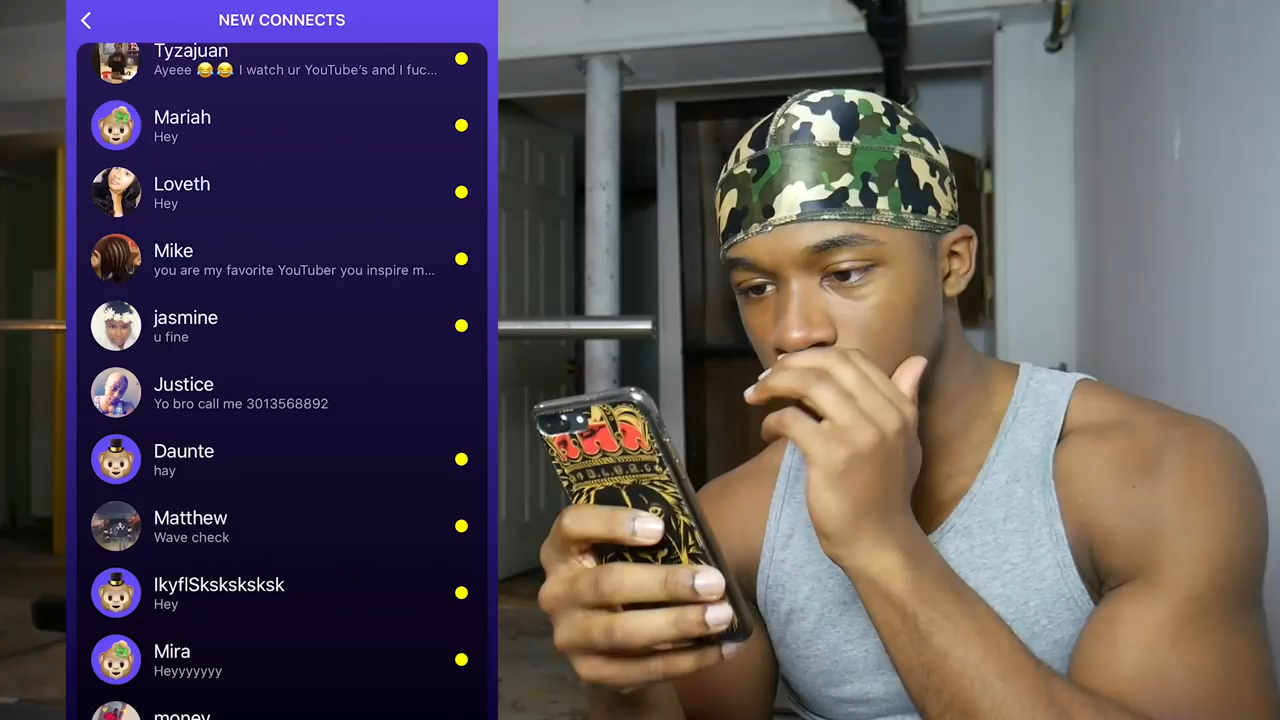 NEW CONNECTS
Tyzajuan
Ayeee 😂😂 I watch ur YouTube's and I fuc...
Mariah
Hey
Loveth
Hey
Mike
you are my favorite YouTuber you inspire m...
jasmine
u fine
Justice
Yo bro call me 3013568892
Daunte
hay
Matthew
Wave check
IkyflSksksksksk
Hey
Mira
Heyyyyyyy
money